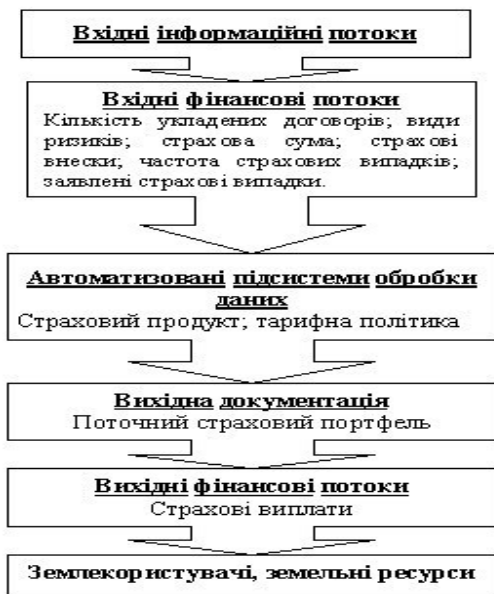 Вхідні інформаційні потоки
Вхідні фінансові потоки
Кількість укладених договорів; види
ризиків; страхова сума; страхові
внески; частота страхових випадків;
заявлені страхові випадки.
Автоматизовані підсистеми обробки
даних
Страховий продукт; тарифна політика
Вихідна документація
Поточний страховий портфель
Вихідні фінансові потоки
Страхові виплати
Землекористувачі, земельні ресурси